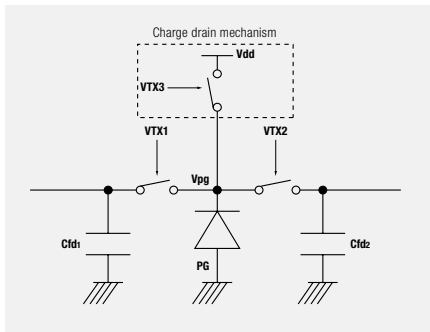 Charge drain mechanism
Vdd
VTX3
VTX1
VTX2
Vpg
Cfd1
Cfd2
PG